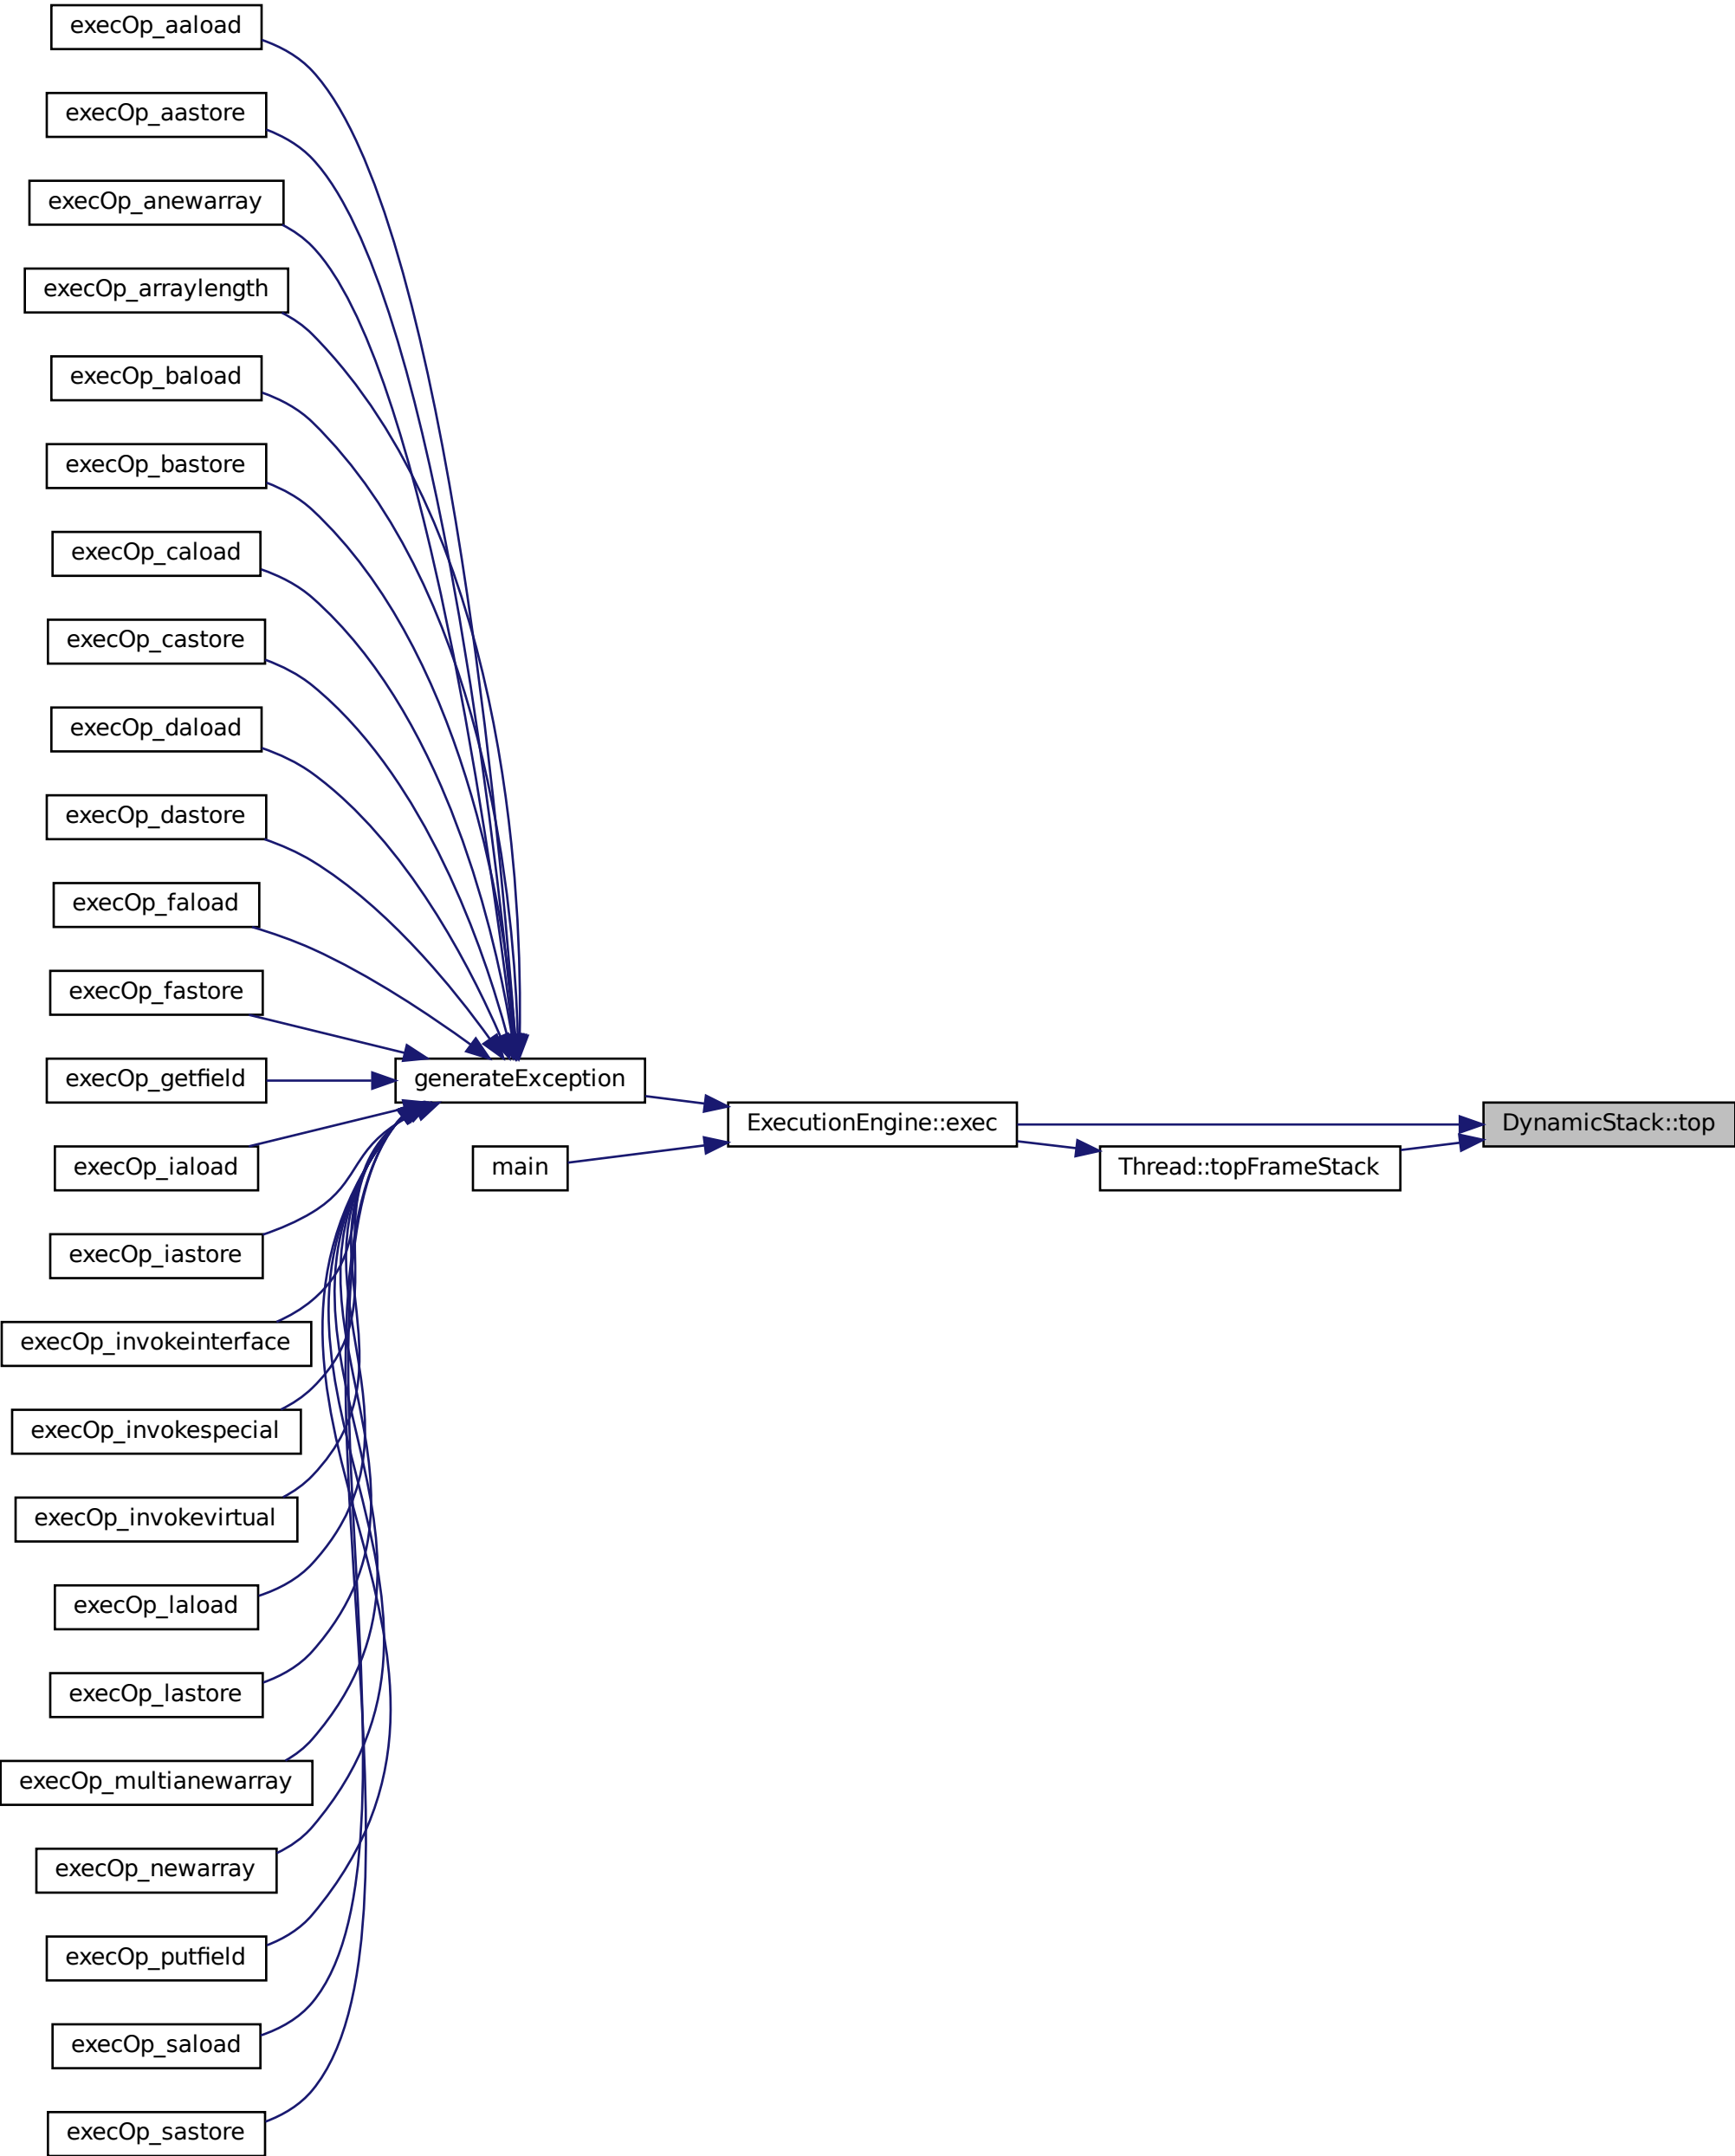 execOp_aaload
execOp_aastore
execOp_anewarray
execOp_arraylength
execOp_baload
execOp_bastore
execOp_caload
execOp_castore
execOp_daload
execOp_dastore
execOp_faload
execOp_fastore
execOp_getfield
execOp_iaload
execOp_iastore
execOp_invokeinterface
execOp_invokespecial
execOp_invokevirtual
execOp_laload
execOp_lastore
execOp_multianewarray
execOp_newarray
execOp_putfield
execOp_saload
execOp_sastore
generateException
main
ExecutionEngine::exec
Thread::topFrameStack
DynamicStack::top